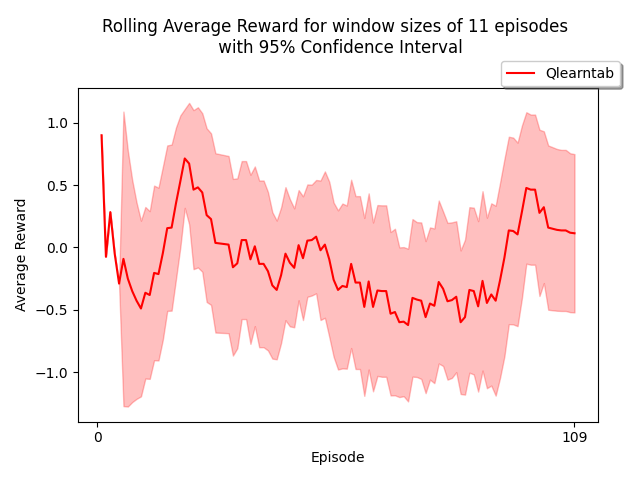 Rolling Average Reward for window sizes of 11 episodes
with 95% Confidence Interval
Qlearntab
1.0
0.5
0.0
−0.5
−1.0
Average Reward
0
109
Episode